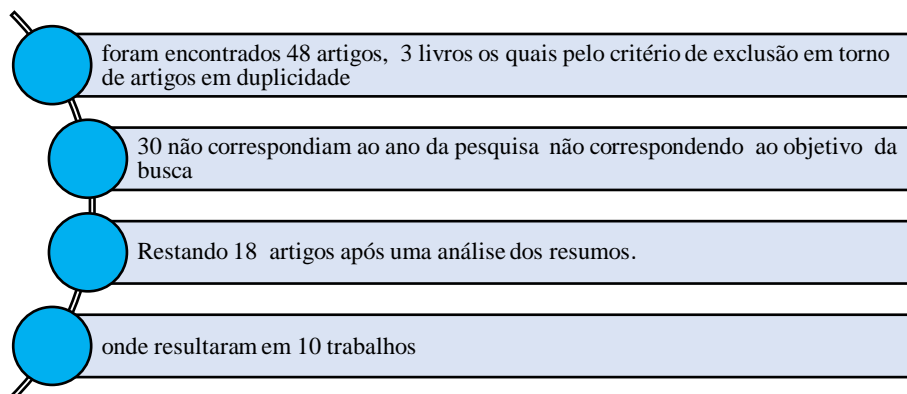 foram encontrados 48 artigos, 3 livros os quais pelo critério de exclusão em torno
de artigos em duplicidade
30 não correspondiam ao ano da pesquisa não correspondendo ao objetivo da
busca
Restando 18 artigos após uma análise dos resumos.
onde resultaram em 10 trabalhos